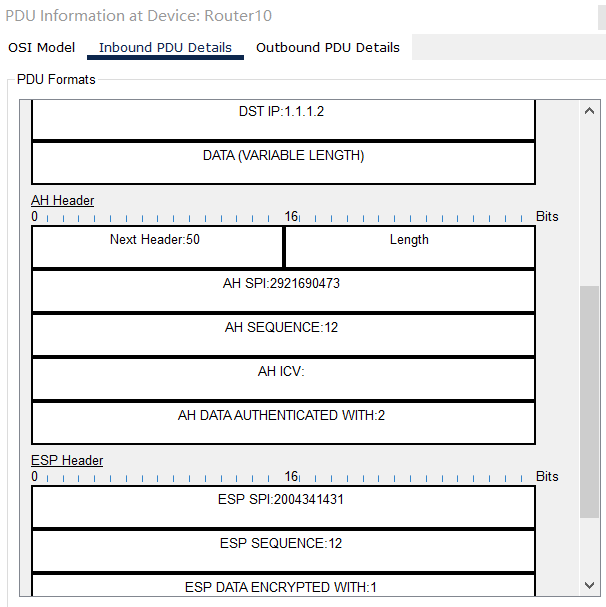 PDU Information at Device: Router10
OSI Model Inbound PDU Details Outbound PDU Details
PDU Formats
DST IP:1.1.1.2
DATA (VARIABLE LENGTH)
AH Header
0 16 Bits
Next Header:50 Length
AH SPI:2921690473
AH SEQUENCE:12
AH ICV:
AH DATA AUTHENTICATED WITH:2
ESP Header
0 16 Bits
ESP SPI:2004341431
ESP SEQUENCE:12
ESP DATA ENCRYPTED WITH:1